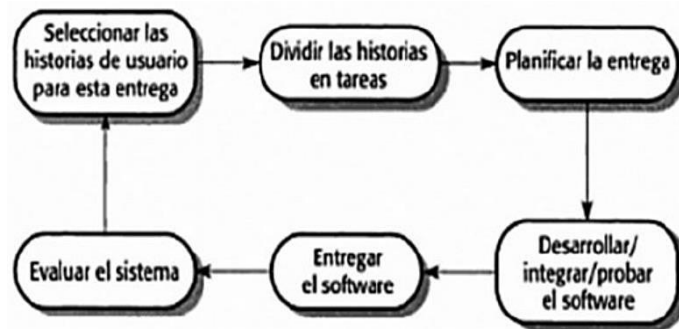 Seleccionar las
historias de usuario
para esta entrega
Dividir las historias
en tareas
Planificar la entrega
Desarrollar/
integrar/probar
el software
Entregar
el software
Evaluar el sistema